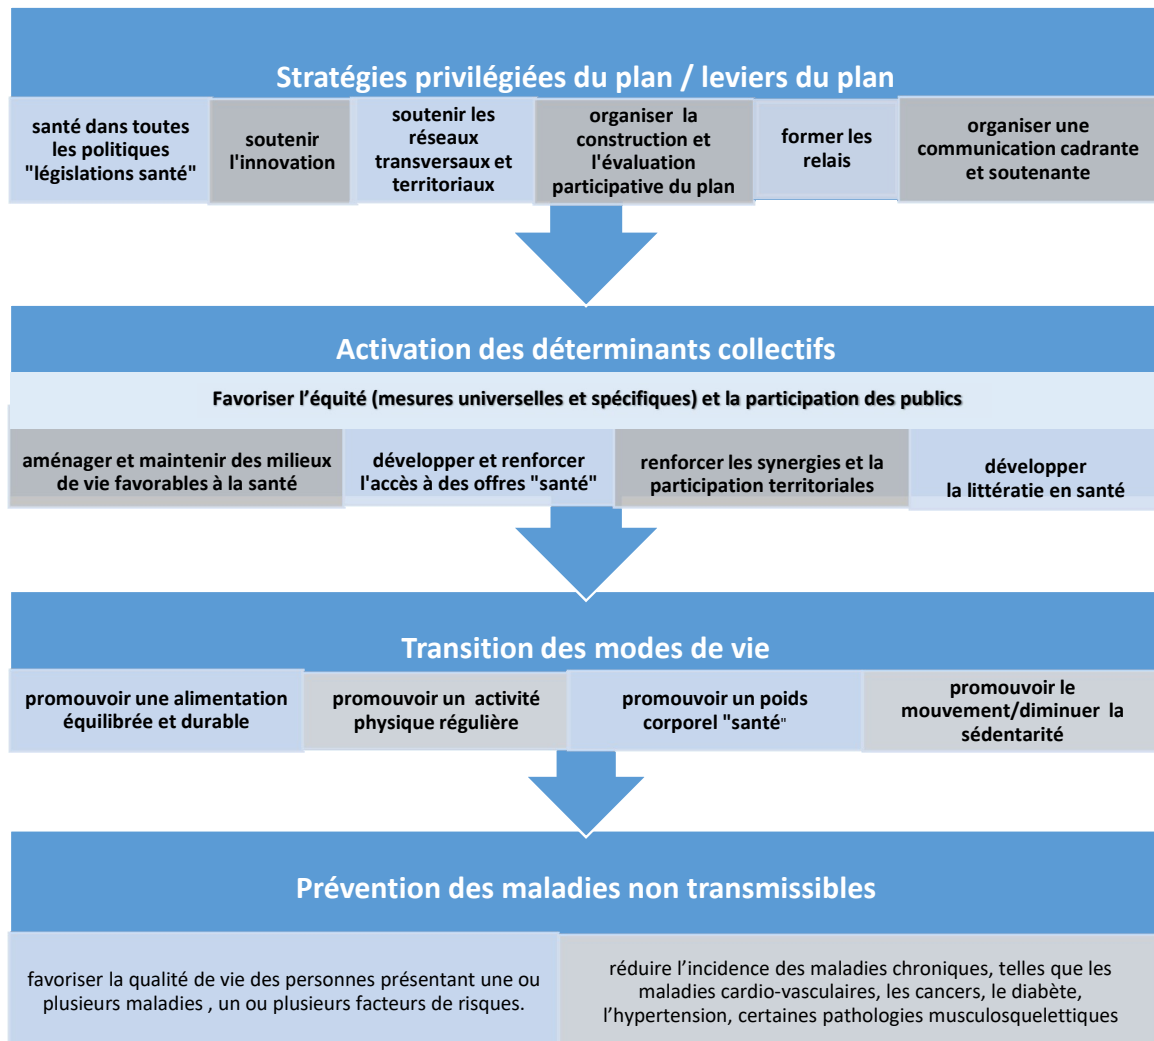 Stratégies privilégiées du plan / leviers du plan
santé dans toutes
les politiques
"législations santé"
soutenir
l'innovation
soutenir les
réseaux
transversaux et
territoriaux
organiser la
construction et
l'évaluation
participative du plan
former les
relais
organiser une
communication cadrante
et soutenante
Activation des déterminants collectifs
Favoriser l'équité (mesures universelles et spécifiques) et la participation des publics
aménager et maintenir des milieux
de vie favorables à la santé
développer et renforcer
l'accès à des offres "santé"
renforcer les synergies et la
participation territoriales
développer
la littératie en santé
Transition des modes de vie
promouvoir une alimentation
équilibrée et durable
promouvoir un activité
physique régulière
promouvoir un poids
corporel "santé"
promouvoir le
mouvement/diminuer la
sédentarité
Prévention des maladies non transmissibles
favoriser la qualité de vie des personnes présentant une ou
plusieurs maladies , un ou plusieurs facteurs de risques.
réduire l'incidence des maladies chroniques, telles que les
maladies cardio-vasculaires, les cancers, le diabète,
l'hypertension, certaines pathologies musculosquelettiques